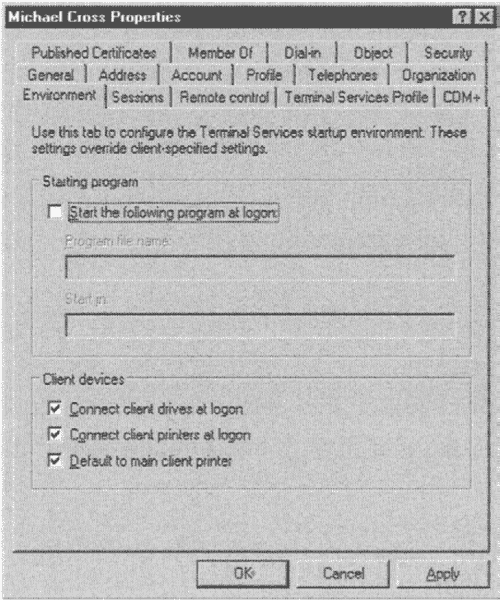 Michael Cross Properties
Published Certificates Member Of Dial-in Object Security
General Address Account Profile Telephones Organization
Environment Sessions Remote control Terminal Services Profile COM+
Use this tab to configure the Terminal Services startup environment. These
settings override client-specified settings.
Starting program
Start the following program at logon:
Program file name:
Start in:
Client devices
Connect client drives at logon
Connect client printers at logon
Default to main client printer
OK Cancel Apply